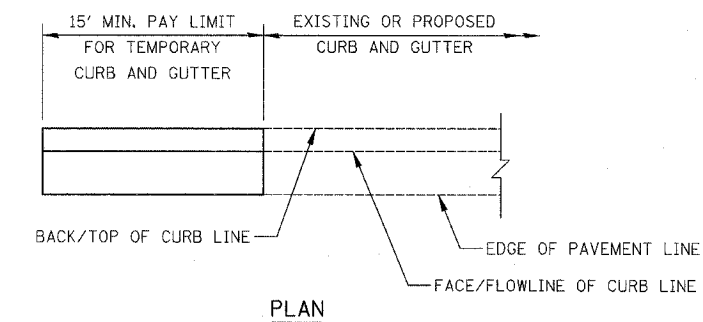 15' MIN. PAY LIMIT
FOR TEMPORARY
CURB AND GUTTER
EXISTING OR PROPOSED
CURB AND GUTTER
BACK/TOP OF CURB LINE
EDGE OF PAVEMENT LINE
FACE/FLOWLINE OF CURB LINE
PLAN